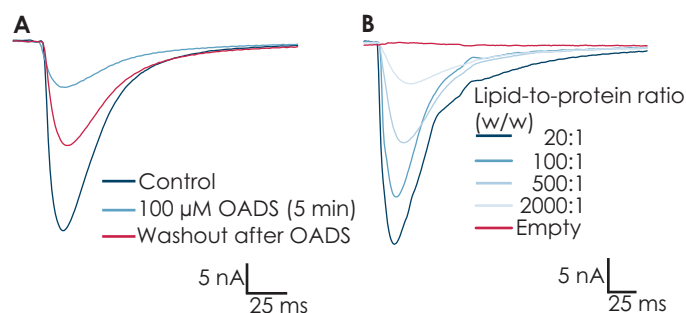 A
B
Control
100 µM OADS (5 min)
Washout after OADS
5 nA
25 ms
Lipid-to-protein ratio
(w/w)
20:1
100:1
500:1
2000:1
Empty
5 nA
25 ms